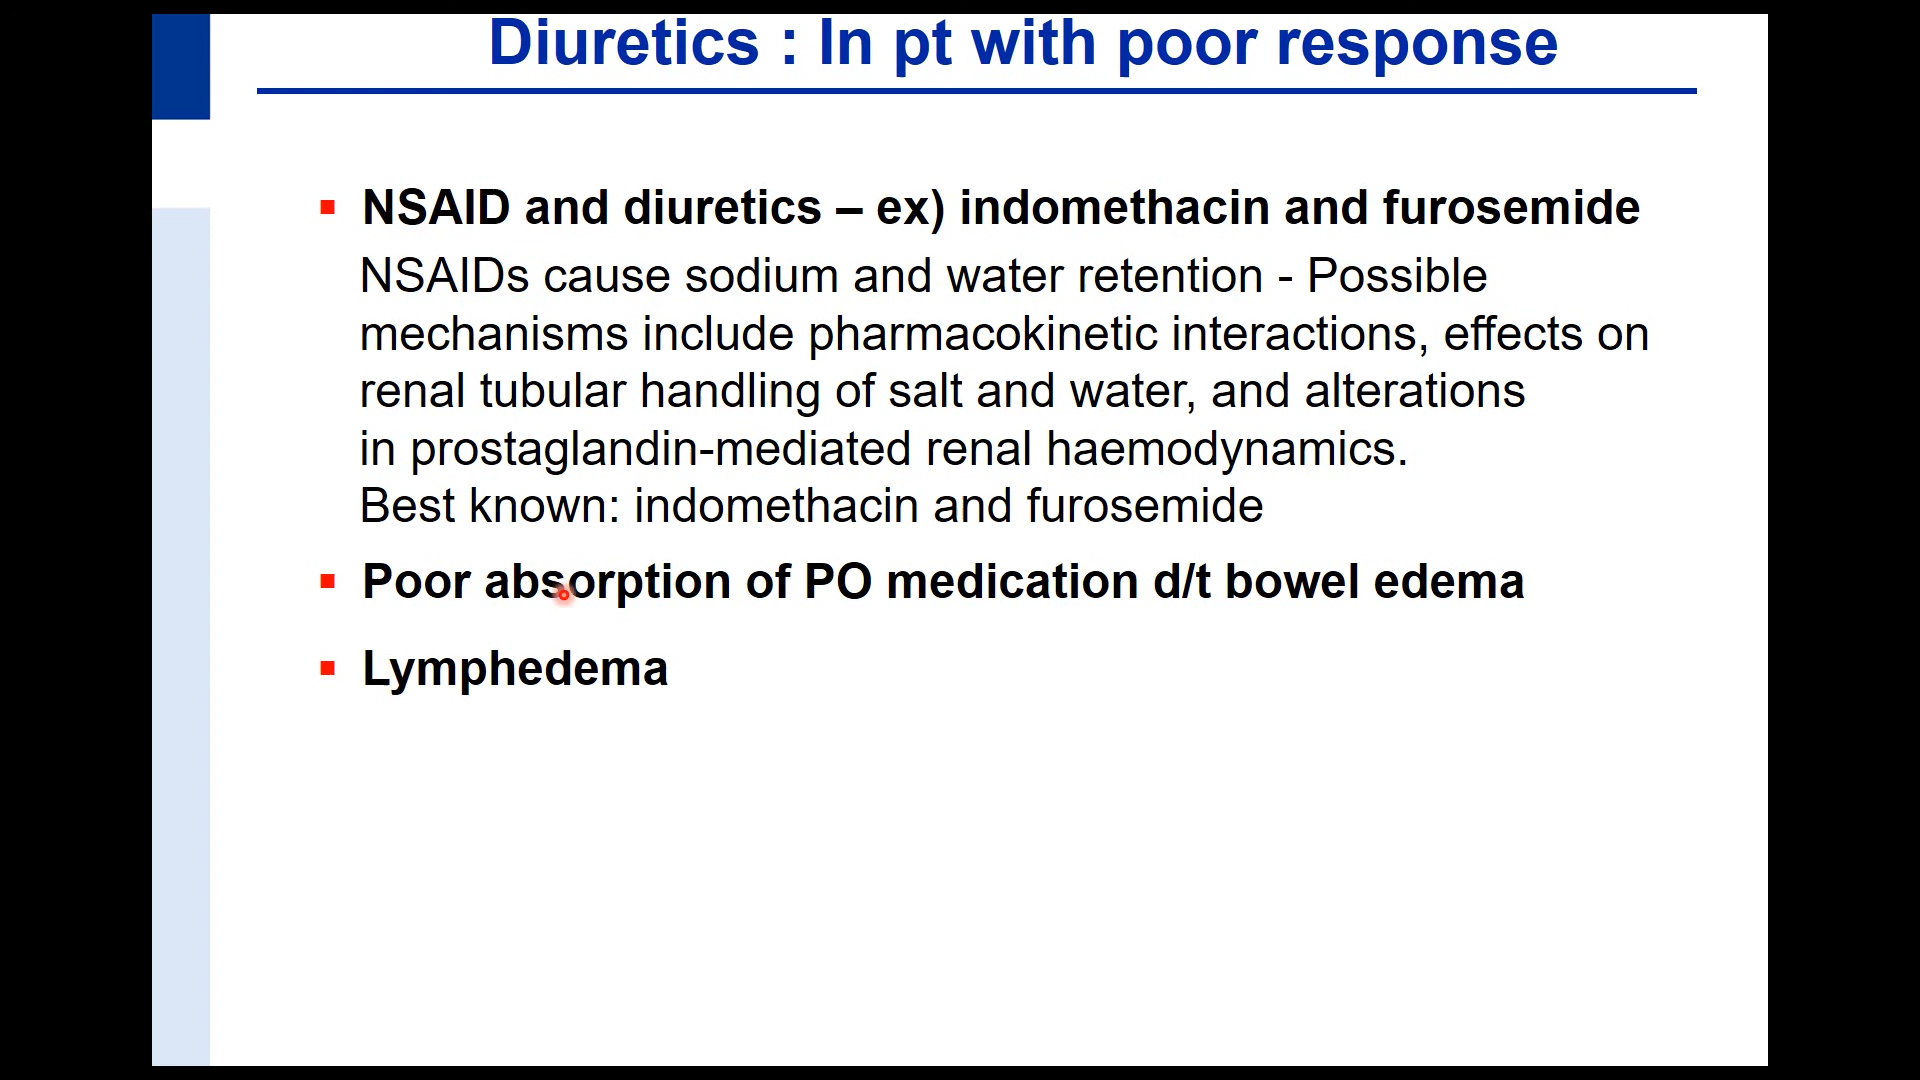 Diuretics : In pt with poor response
NSAID and diuretics – ex) indomethacin and furosemide
NSAIDs cause sodium and water retention - Possible
mechanisms include pharmacokinetic interactions, effects on
renal tubular handling of salt and water, and alterations
in prostaglandin-mediated renal haemodynamics.
Best known: indomethacin and furosemide
Poor absorption of PO medication d/t bowel edema
Lymphedema